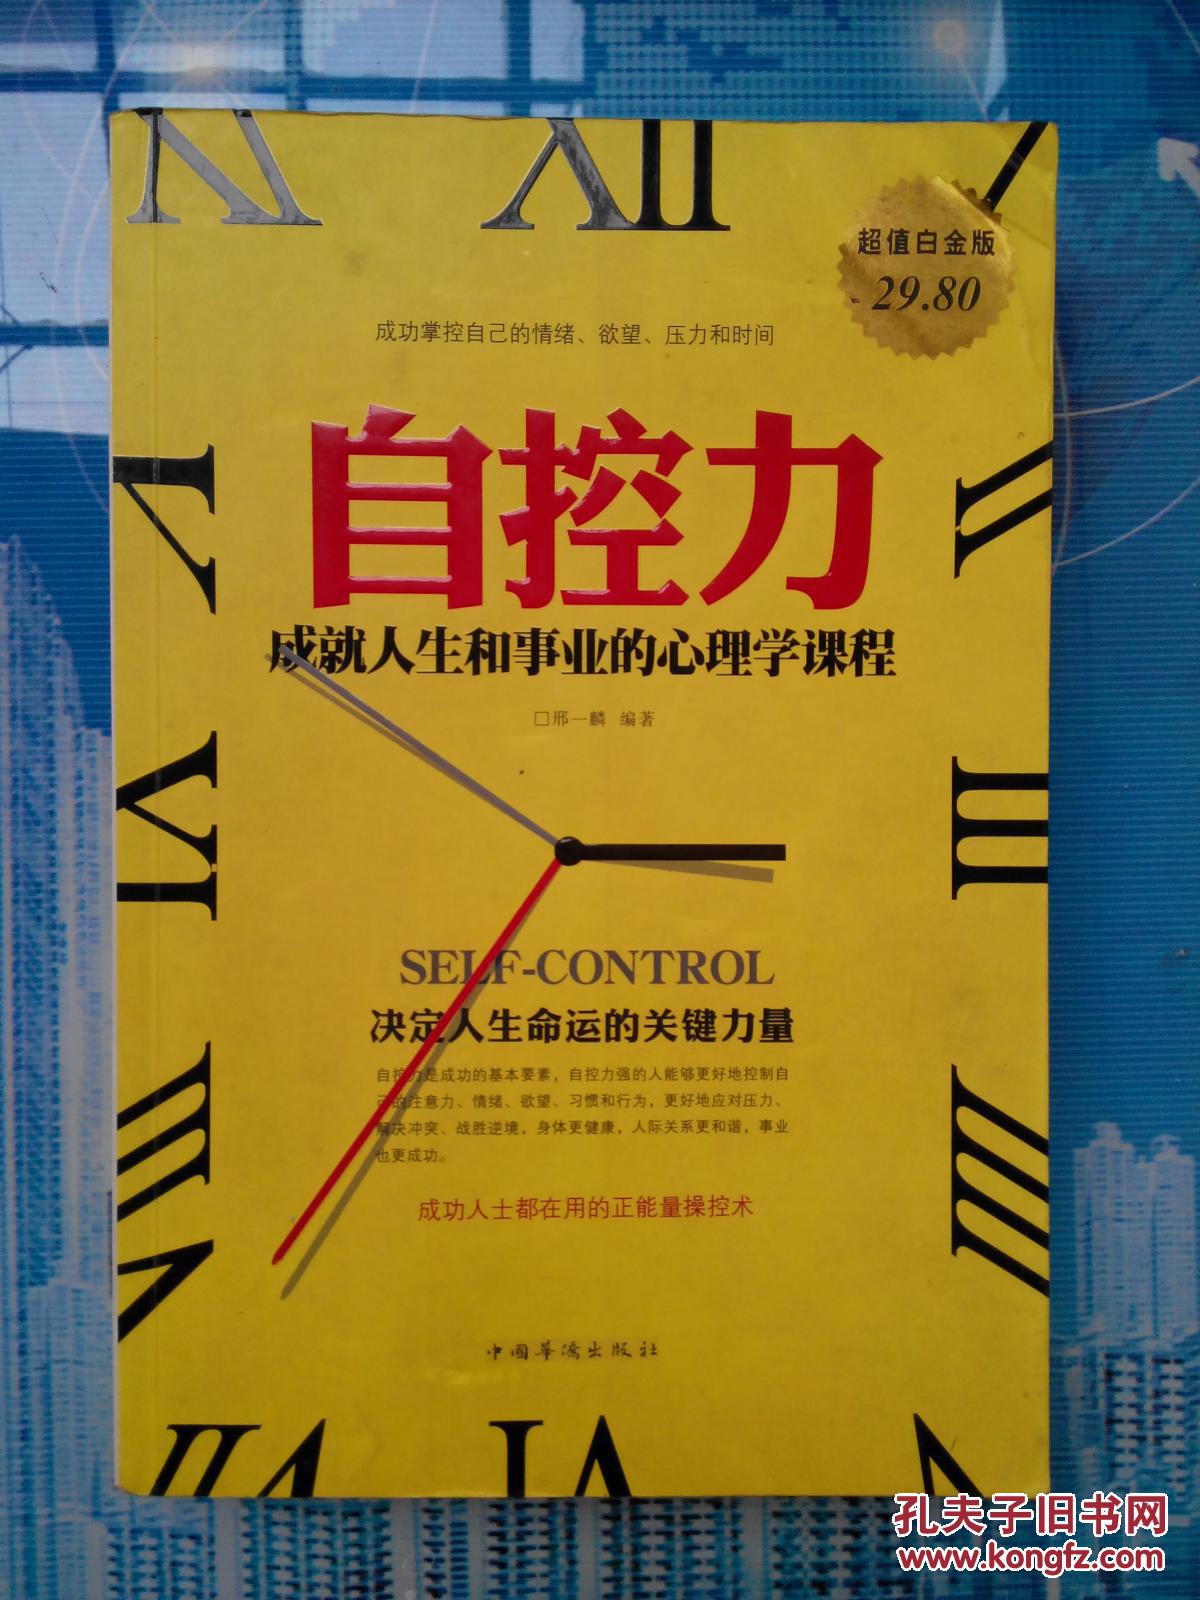 XI
XII
I
超值白金版
29.80
成功掌控自己的情绪、欲望、压力和时间
自控力
成就人生和事业的心理学课程
□邢一麟 编著
SELF-CONTROL
决定人生命运的关键力量
自控力是成功的基本要素，自控力强的人能够更好地控制自
己的注意力、情绪、欲望、习惯和行为，更好地应对压力、
解决冲突、战胜逆境，身体更健康，人际关系更和谐，事业
也更成功。
成功人士都在用的正能量操控术
中国华侨出版社
孔夫子旧书网
www.kongfz.com